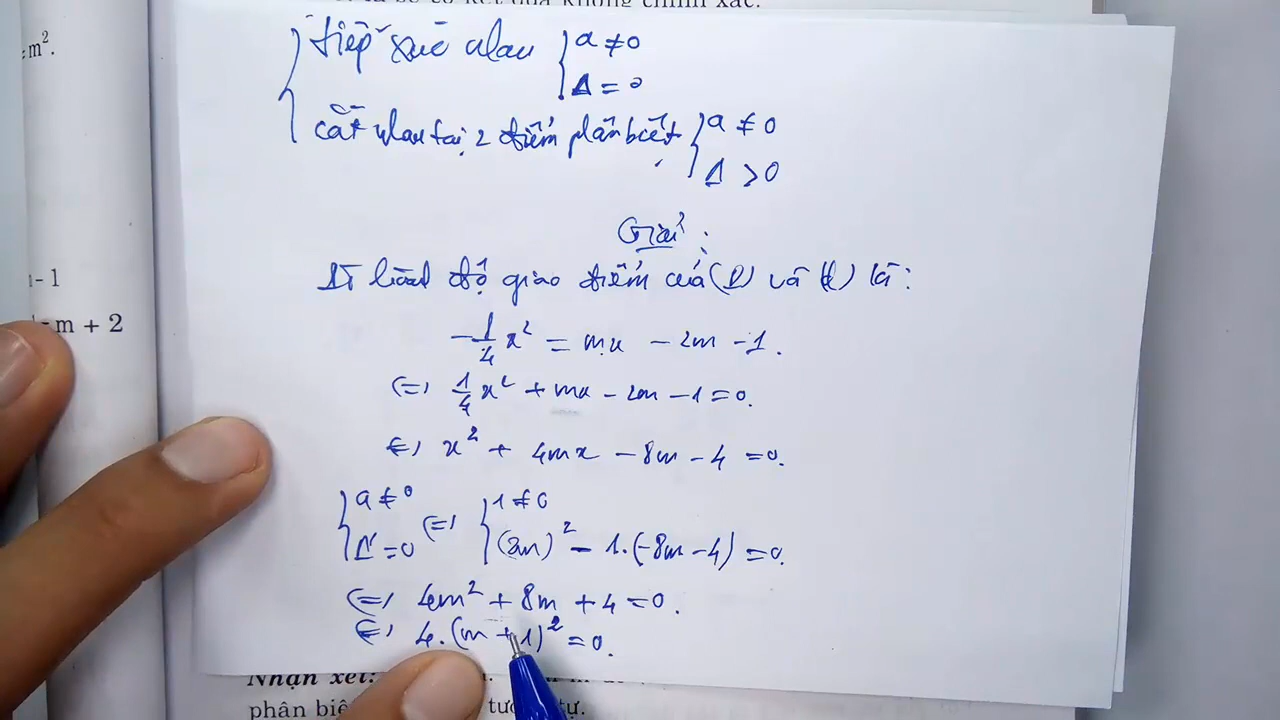 =m².
tiếp xúc nhau { a ≠ 0
Δ = 0
cắt nhau tại 2 điểm phân biệt { a ≠ 0
Δ > 0
Giải:
độ giao điểm của (P) và (d) là:
n - 1
- m + 2
-1/4 x² = mx - 2m - 1.
⇔ 1/4 x² + mx - 2m - 1 = 0.
⇔ x² + 4mx - 8m - 4 = 0.
{ a ≠ 0 ⇔ { 1 ≠ 0
Δ' = 0 (2m)² - 1.(-8m - 4) = 0.
⇔ 4m² + 8m + 4 = 0.
⇔ 4.(m + 1)² = 0.
Nhận xét:
phân biệ tương tự.